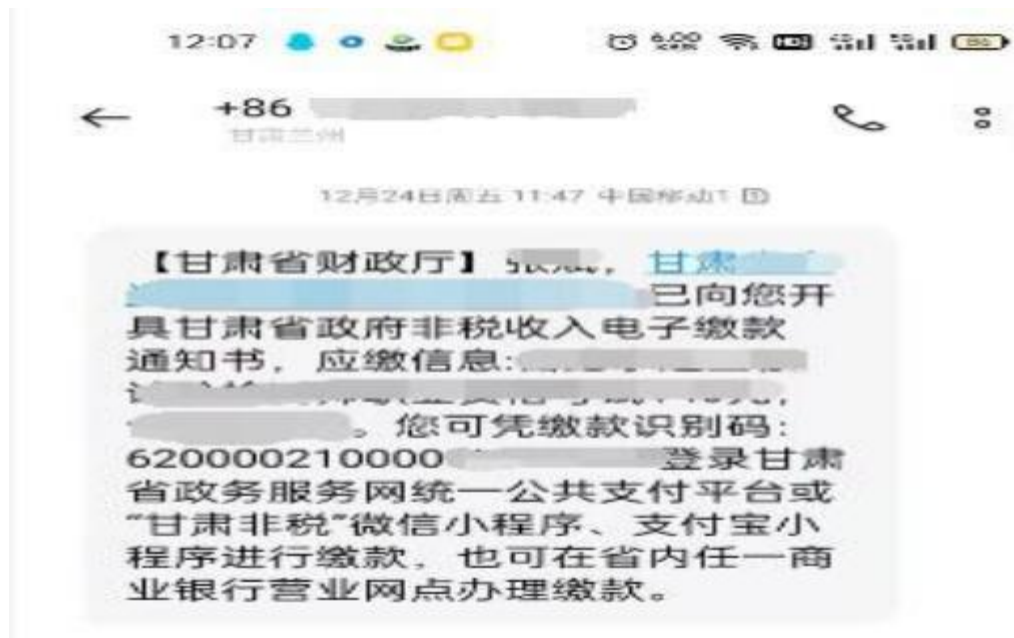 12:07
+86
甘肃兰州
12月24日周五 11:47 中国移动1
【甘肃省财政厅】 甘肃
已向您开
具甘肃省政府非税收入电子缴款
通知书，应缴信息:
。您可凭缴款识别码:
620000210000 登录甘肃
省政务服务网统一公共支付平台或
“甘肃非税”微信小程序、支付宝小
程序进行缴款，也可在省内任一商
业银行营业网点办理缴款。